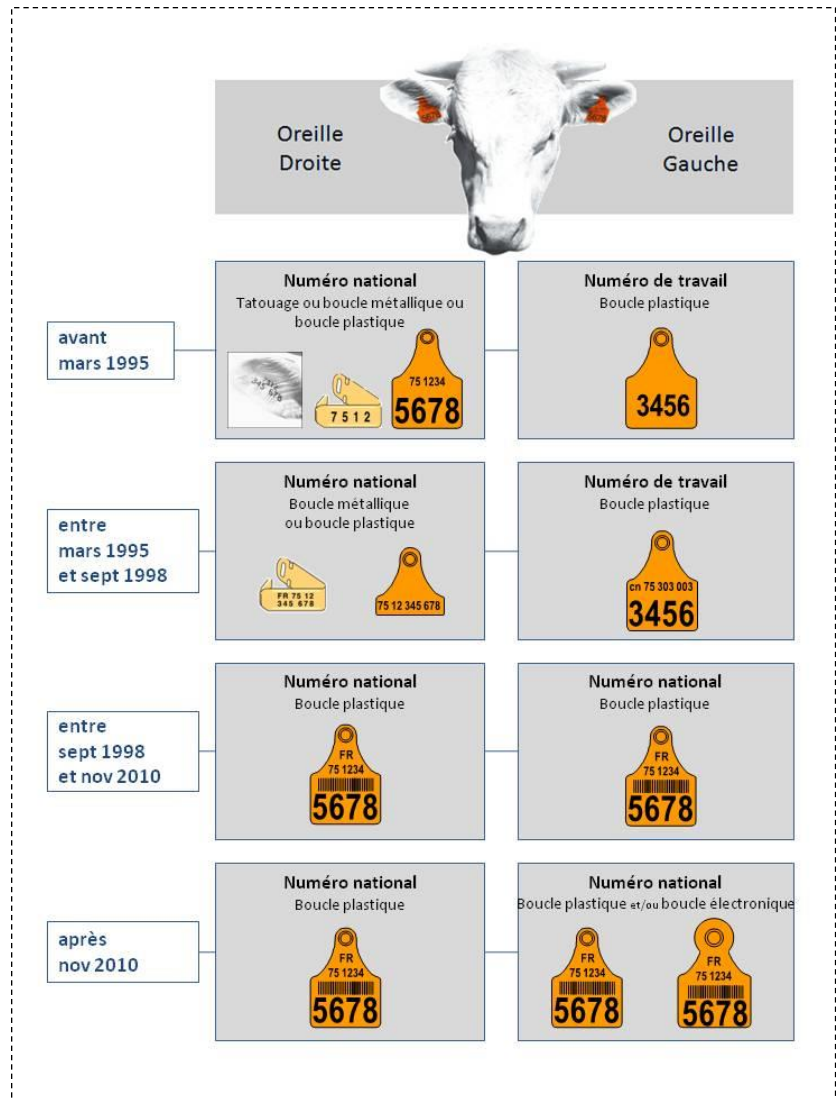 Oreille
Droite
Oreille
Gauche
avant
mars 1995
Numéro national
Tatouage ou boucle métallique ou
boucle plastique
345 678
7 5 1 2
75 1234
5678
Numéro de travail
Boucle plastique
3456
entre
mars 1995
et sept 1998
Numéro national
Boucle métallique
ou boucle plastique
FR 75 12
345 678
75 12 345 678
Numéro de travail
Boucle plastique
cn 75 303 003
3456
entre
sept 1998
et nov 2010
Numéro national
Boucle plastique
FR
75 1234
5678
Numéro national
Boucle plastique
FR
75 1234
5678
après
nov 2010
Numéro national
Boucle plastique
FR
75 1234
5678
Numéro national
Boucle plastique et/ou boucle électronique
FR
75 1234
5678
FR
75 1234
5678